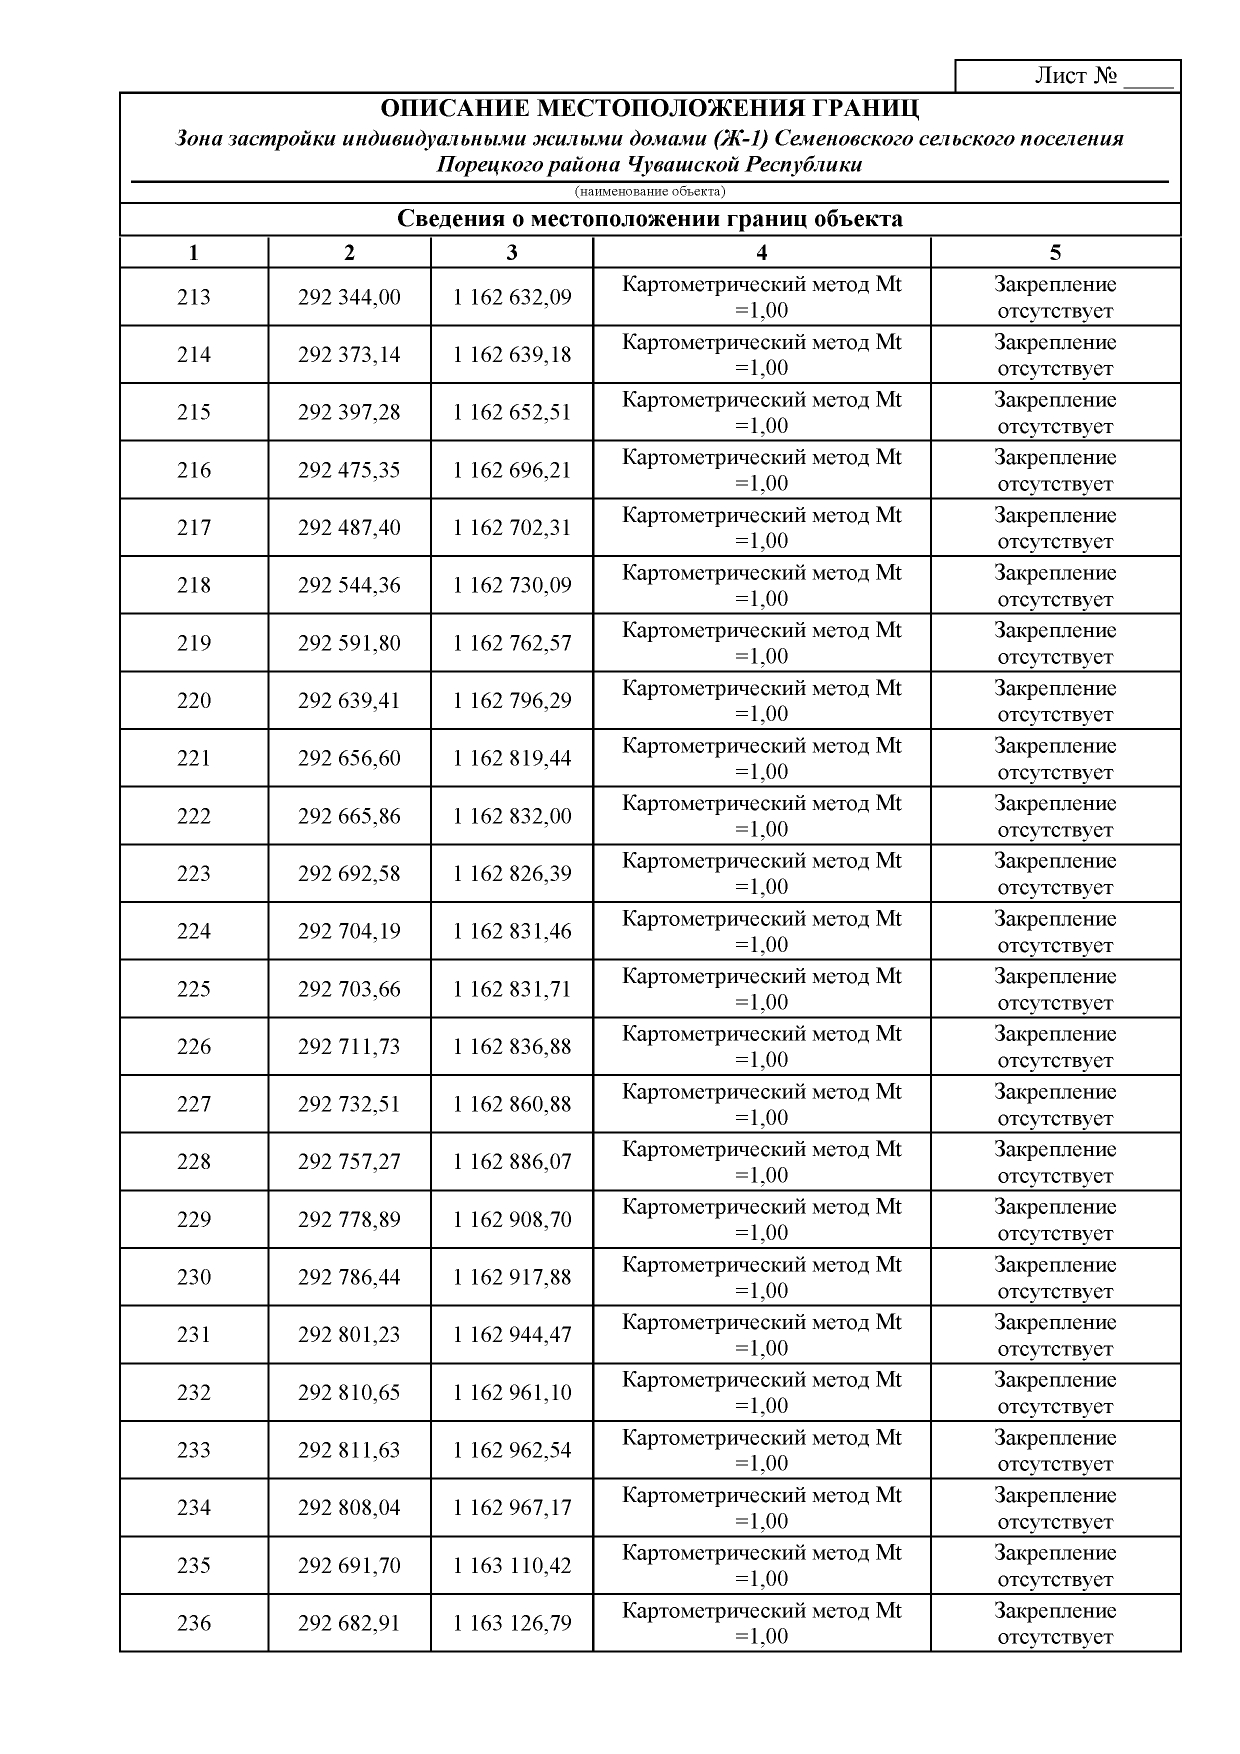 Лист № ____
ОПИСАНИЕ МЕСТОПОЛОЖЕНИЯ ГРАНИЦ
Зона застройки индивидуальными жилыми домами (Ж-1) Семеновского сельского поселения
Порецкого района Чувашской Республики
(наименование объекта)
Сведения о местоположении границ объекта
1 2 3 4 5
213 292 344,00 1 162 632,09 Картометрический метод Mt Закрепление
=1,00 отсутствует
214 292 373,14 1 162 639,18 Картометрический метод Mt Закрепление
=1,00 отсутствует
215 292 397,28 1 162 652,51 Картометрический метод Mt Закрепление
=1,00 отсутствует
216 292 475,35 1 162 696,21 Картометрический метод Mt Закрепление
=1,00 отсутствует
217 292 487,40 1 162 702,31 Картометрический метод Mt Закрепление
=1,00 отсутствует
218 292 544,36 1 162 730,09 Картометрический метод Mt Закрепление
=1,00 отсутствует
219 292 591,80 1 162 762,57 Картометрический метод Mt Закрепление
=1,00 отсутствует
220 292 639,41 1 162 796,29 Картометрический метод Mt Закрепление
=1,00 отсутствует
221 292 656,60 1 162 819,44 Картометрический метод Mt Закрепление
=1,00 отсутствует
222 292 665,86 1 162 832,00 Картометрический метод Mt Закрепление
=1,00 отсутствует
223 292 692,58 1 162 826,39 Картометрический метод Mt Закрепление
=1,00 отсутствует
224 292 704,19 1 162 831,46 Картометрический метод Mt Закрепление
=1,00 отсутствует
225 292 703,66 1 162 831,71 Картометрический метод Mt Закрепление
=1,00 отсутствует
226 292 711,73 1 162 836,88 Картометрический метод Mt Закрепление
=1,00 отсутствует
227 292 732,51 1 162 860,88 Картометрический метод Mt Закрепление
=1,00 отсутствует
228 292 757,27 1 162 886,07 Картометрический метод Mt Закрепление
=1,00 отсутствует
229 292 778,89 1 162 908,70 Картометрический метод Mt Закрепление
=1,00 отсутствует
230 292 786,44 1 162 917,88 Картометрический метод Mt Закрепление
=1,00 отсутствует
231 292 801,23 1 162 944,47 Картометрический метод Mt Закрепление
=1,00 отсутствует
232 292 810,65 1 162 961,10 Картометрический метод Mt Закрепление
=1,00 отсутствует
233 292 811,63 1 162 962,54 Картометрический метод Mt Закрепление
=1,00 отсутствует
234 292 808,04 1 162 967,17 Картометрический метод Mt Закрепление
=1,00 отсутствует
235 292 691,70 1 163 110,42 Картометрический метод Mt Закрепление
=1,00 отсутствует
236 292 682,91 1 163 126,79 Картометрический метод Mt Закрепление
=1,00 отсутствует